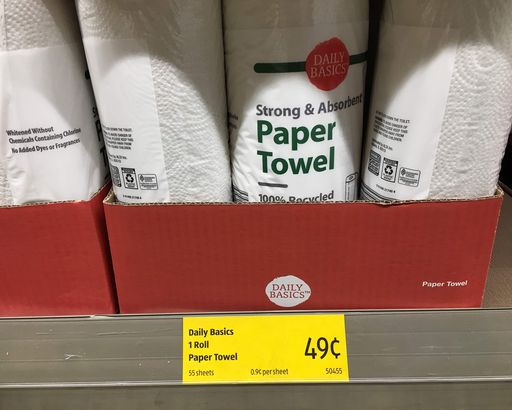 Whitened Without
Chemicals Containing Chlorine
No Added Dyes or Fragrances
DAILY
BASICS
Strong & Absorbent
Paper
Towel
100% Recycled
DAILY
BASICS™
Paper Towel
Daily Basics
1 Roll
Paper Towel
49¢
55 sheets
0.9¢ per sheet
50455